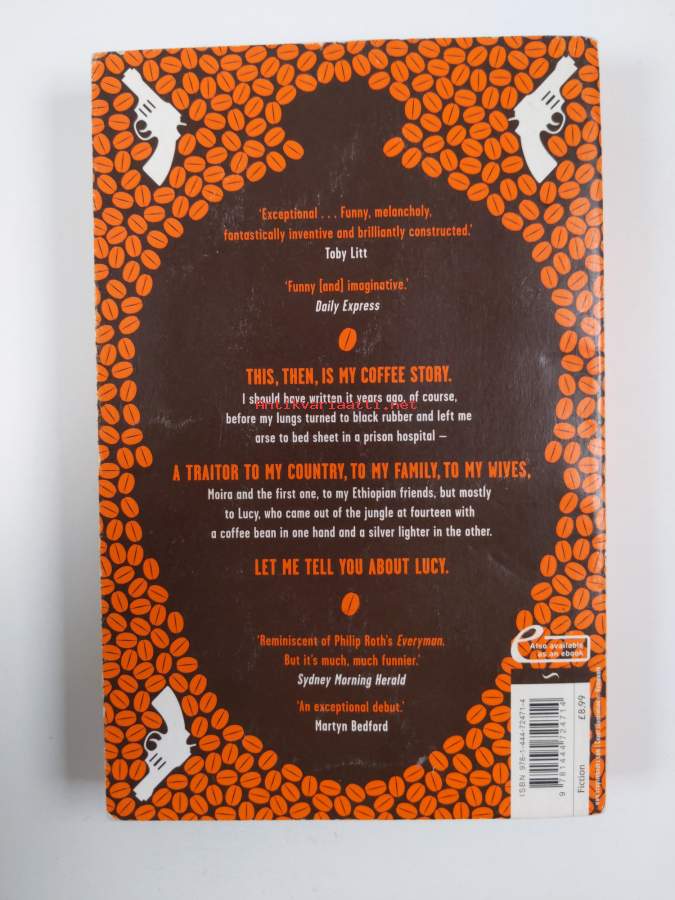 ‘Exceptional . . . Funny, melancholy,
fantastically inventive and brilliantly constructed.’
Toby Litt
‘Funny [and] imaginative.’
Daily Express
THIS, THEN, IS MY COFFEE STORY.
I should have written it years ago, of course,
Antikvariaatti.net
before my lungs turned to black rubber and left me
arse to bed sheet in a prison hospital –
A TRAITOR TO MY COUNTRY, TO MY FAMILY, TO MY WIVES,
Moira and the first one, to my Ethiopian friends, but mostly
to Lucy, who came out of the jungle at fourteen with
a coffee bean in one hand and a silver lighter in the other.
LET ME TELL YOU ABOUT LUCY.
‘Reminiscent of Philip Roth’s Everyman.
But it’s much, much funnier.’
Sydney Morning Herald
‘An exceptional debut.’
Martyn Bedford
Also available
as an ebook
ISBN 978-1-444-72471-4
9 781444 724714
Fiction £8.99